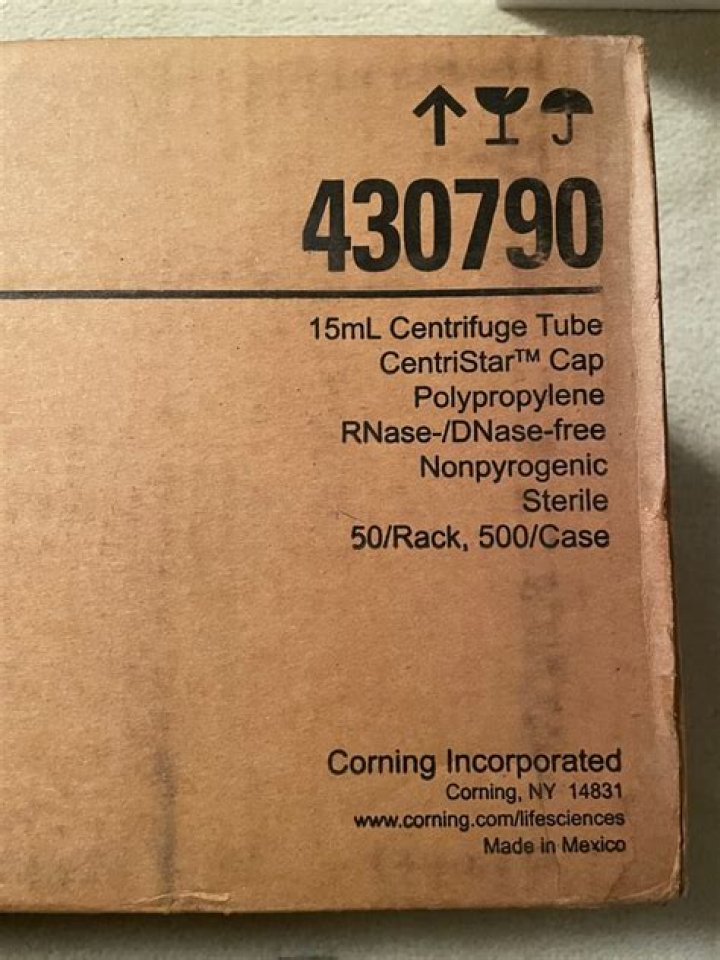 430790
15mL Centrifuge Tube
CentriStar™ Cap
Polypropylene
RNase-/DNase-free
Nonpyrogenic
Sterile
50/Rack, 500/Case
Corning Incorporated
Corning, NY 14831
www.corning.com/lifesciences
Made in Mexico